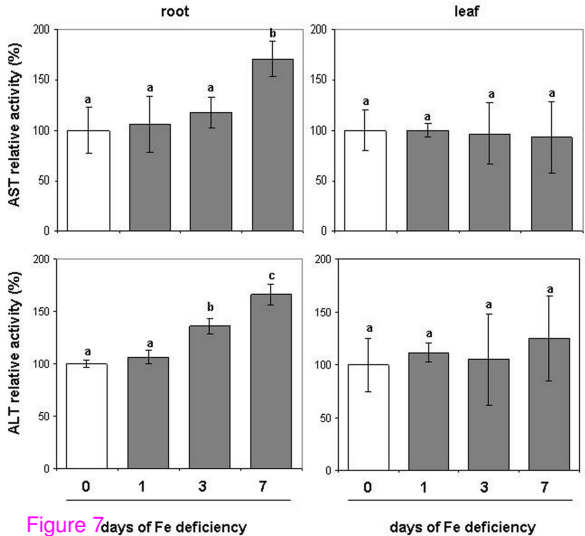 root leaf
AST relative activity (%)
200 200
b
150 150
a a a a a a a
100 100
50 50
0 0
ALT relative activity (%)
200 200
c
b a
150 150
a a a a a
100 100
50 50
0 0
0 1 3 7 0 1 3 7
Figure 7 days of Fe deficiency days of Fe deficiency